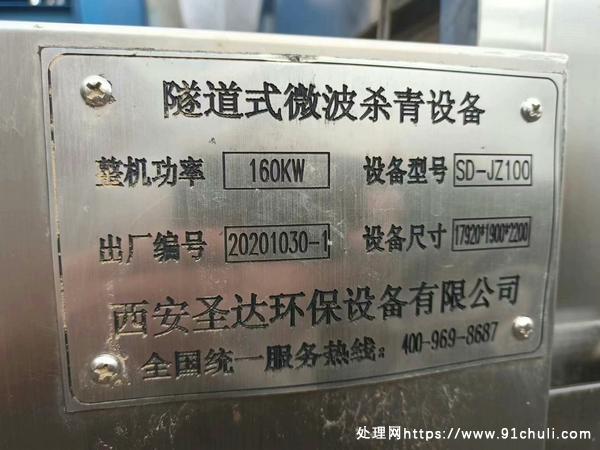 隧道式微波杀青设备
整机功率 160KW 设备型号 SD-JZ100
出厂编号 20201030-1 设备尺寸 17920*1900*2200
西安圣达环保设备有限公司
全国统一服务热线：400-969-8687
处理网https://www.91chuli.com/